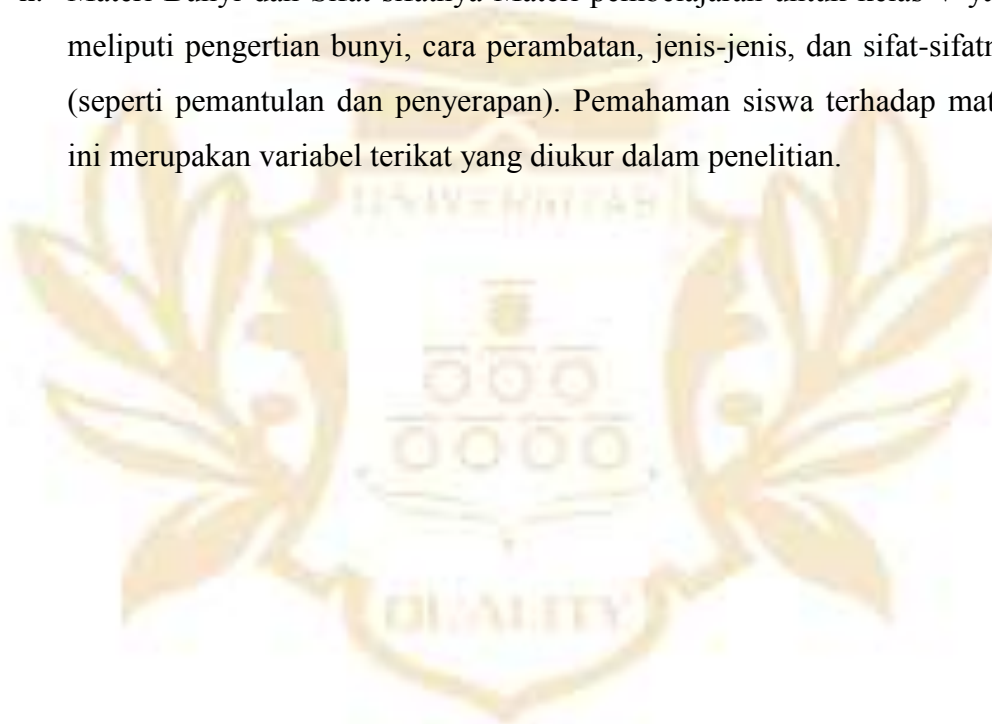 Materi Bunyi dan Sifat-sifatnya Materi pembelajaran untuk kelas V
meliputi pengertian bunyi, cara perambatan, jenis-jenis, dan
(seperti pemantulan dan penyerapan). Pemahaman siswa terhadap
ini merupakan variabel terikat yang diukur dalam penelitian.
UNIVERSITAS
QUALITY